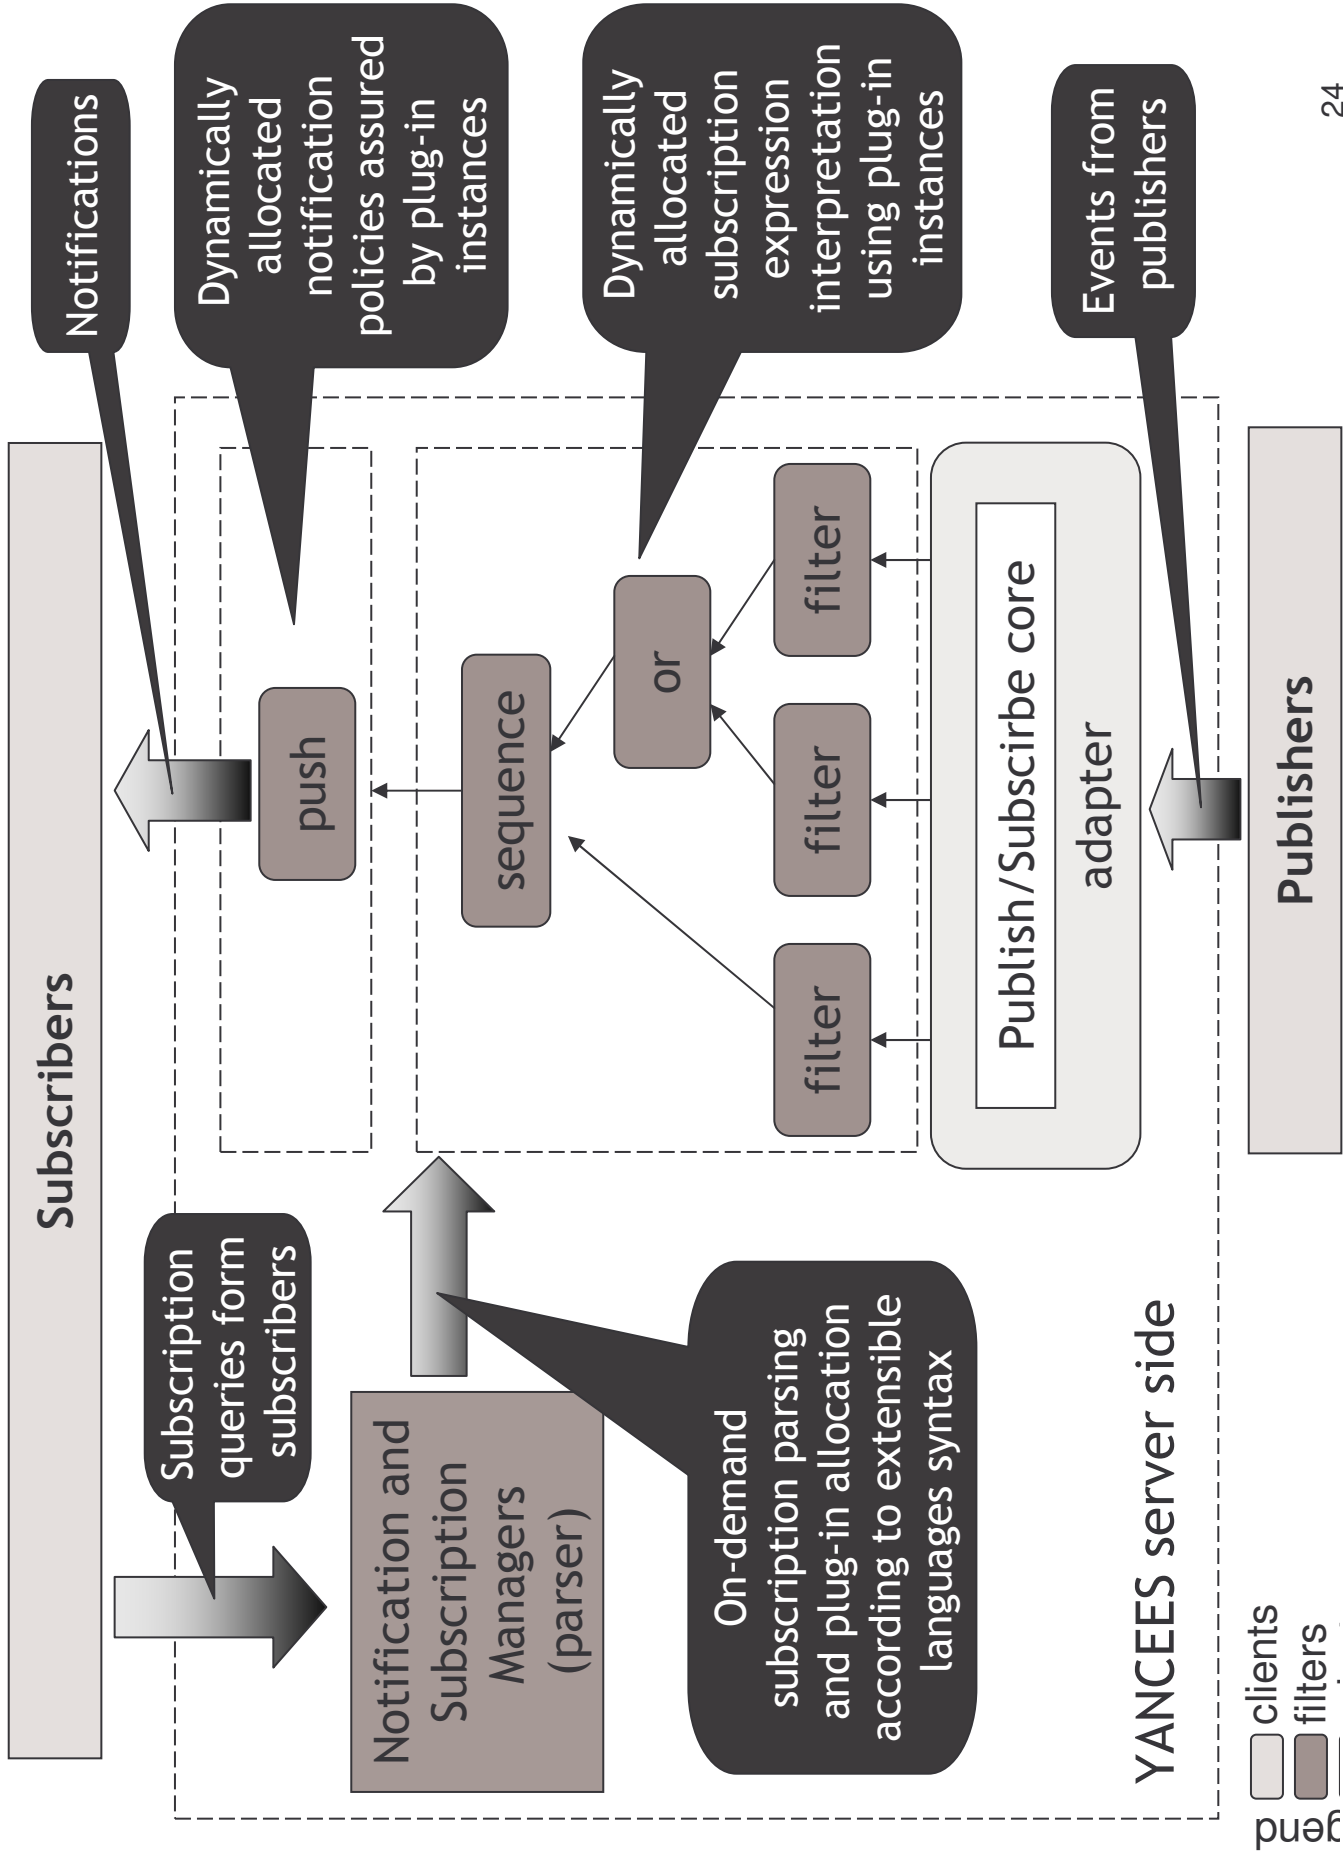 Subscribers
Notifications
Subscription
queries form
subscribers
Dynamically
allocated
notification
policies assured
by plug-in
instances
push
Notification and
Subscription
Managers
(parser)
sequence
or
Dynamically
allocated
subscription
expression
interpretation
using plug-in
instances
filter
filter
filter
On-demand
subscription parsing
and plug-in allocation
according to extensible
languages syntax
Publish/Subscirbe core
adapter
Events from
publishers
YANCEES server side
Publishers
clients
filters
24